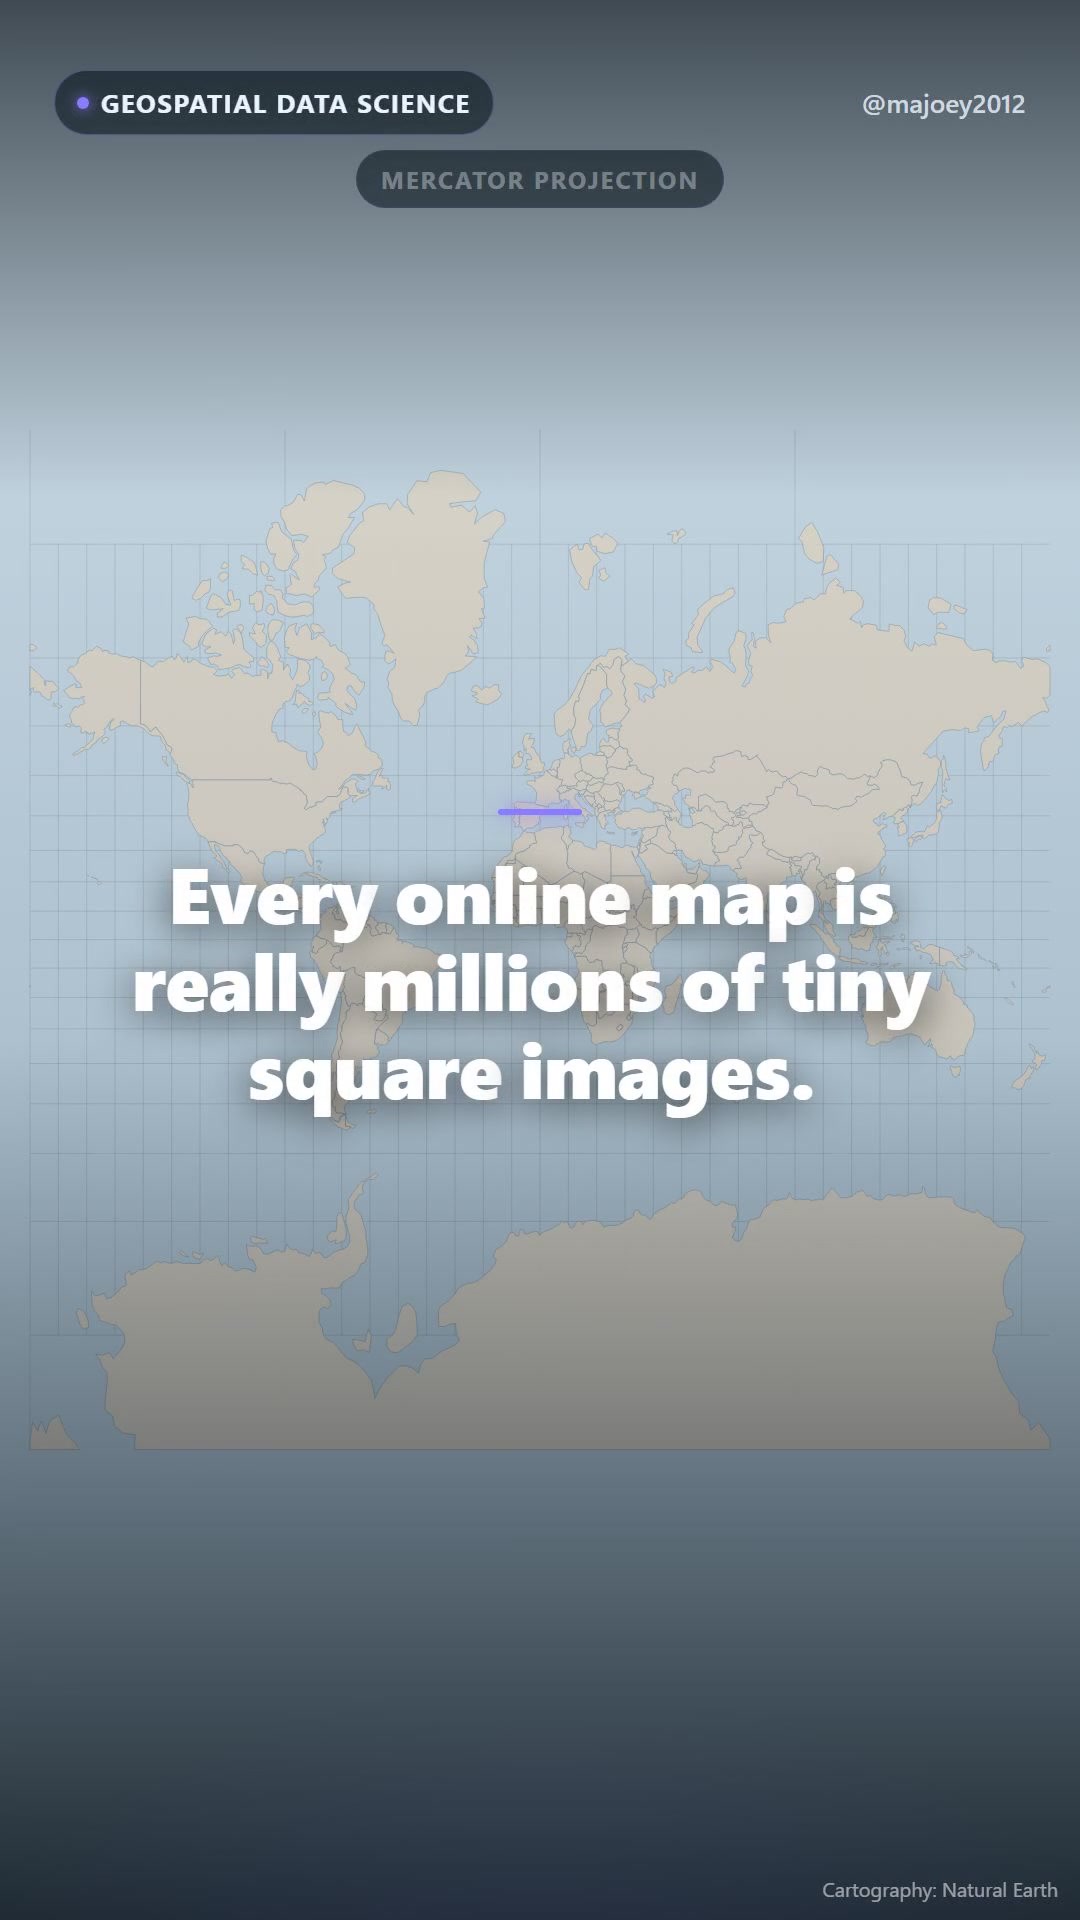 GEOSPATIAL DATA SCIENCE
@majoey2012
MERCATOR PROJECTION
Every online map is
really millions of tiny
square images.
Cartography: Natural Earth